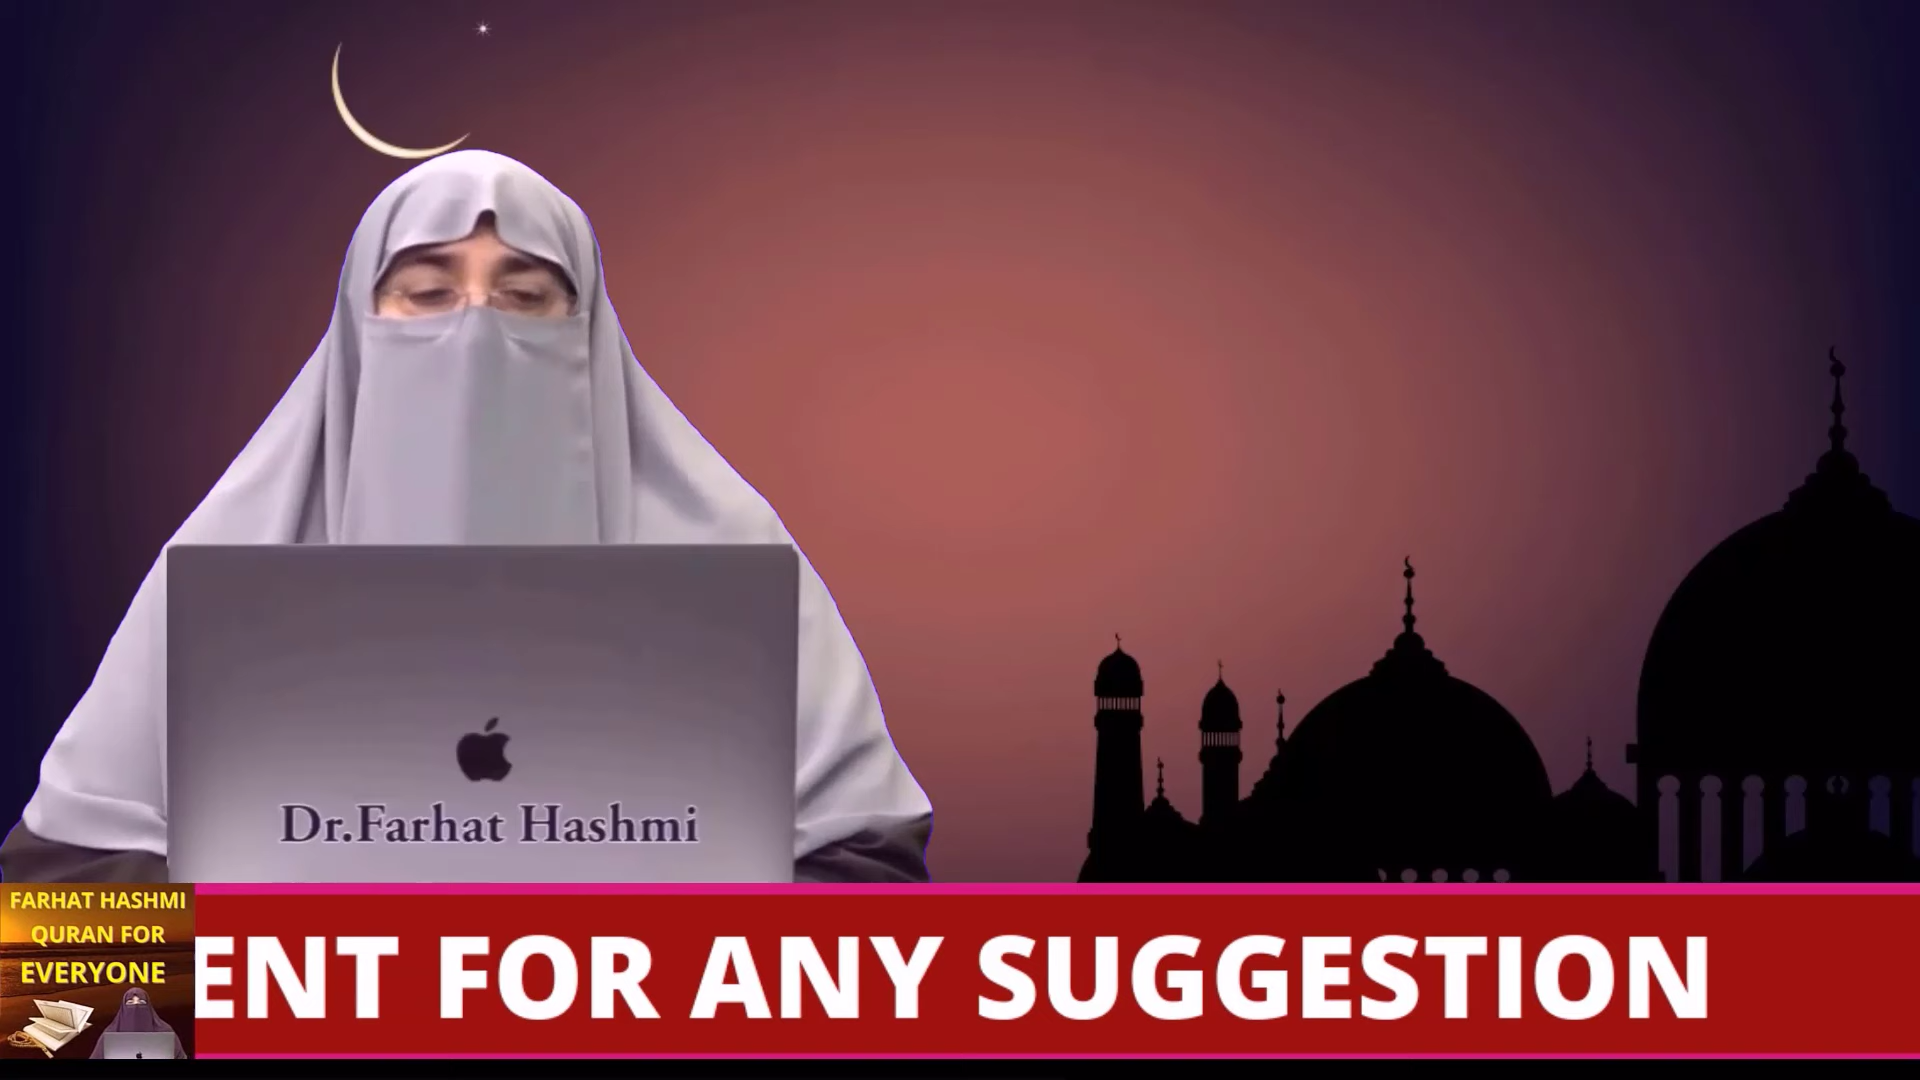 Dr.Farhat Hashmi
FARHAT HASHMI
QURAN FOR
EVERYONE
ENT FOR ANY SUGGESTION